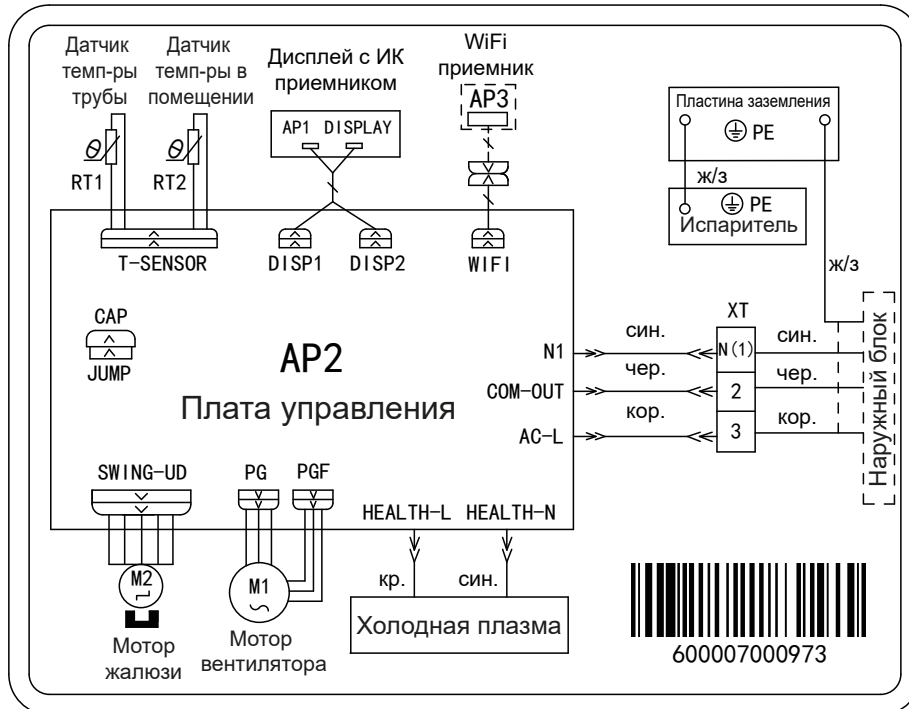 Датчик
темп-ры
трубы
Датчик
темп-ры в
помещении
Дисплей с ИК
приемником
WiFi
приемник
AP3
AP1 DISPLAY
Пластина заземления
PE
θ
RT1
θ
RT2
ж/з
PE
Испаритель
T-SENSOR
DISP1
DISP2
WIFI
ж/з
CAP
JUMP
AP2
Плата управления
XT
N1
син.
N(1)
син.
COM-OUT
чер.
2
чер.
AC-L
кор.
3
кор.
Наружный блок
SWING-UD
PG
PGF
HEALTH-L
HEALTH-N
M2
M1
кр.
син.
Холодная плазма
Мотор
жалюзи
Мотор
вентилятора
600007000973